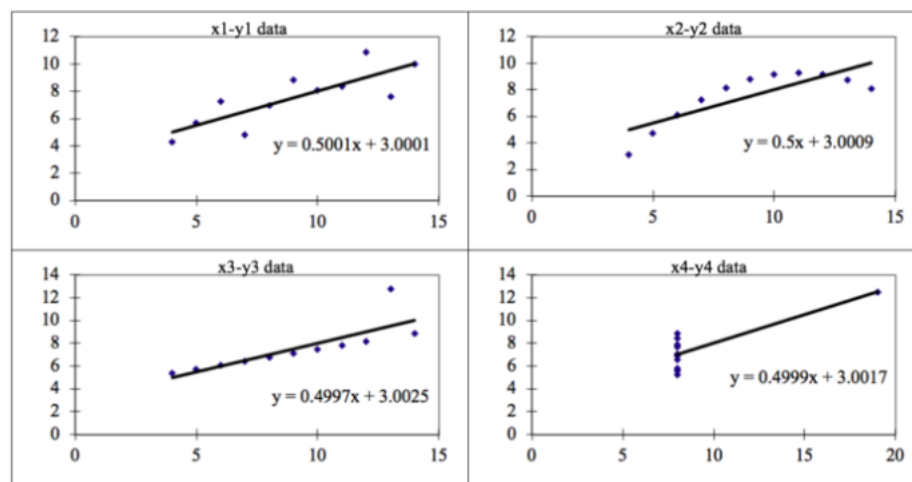 x1-y1 data
12
10
8
6
4
2
0
y = 0.5001x + 3.0001
0 5 10 15
x2-y2 data
12
10
8
6
4
2
0
y = 0.5x + 3.0009
0 5 10 15
x3-y3 data
14
12
10
8
6
4
2
0
y = 0.4997x + 3.0025
0 5 10 15
x4-y4 data
14
12
10
8
6
4
2
0
y = 0.4999x + 3.0017
0 5 10 15 20